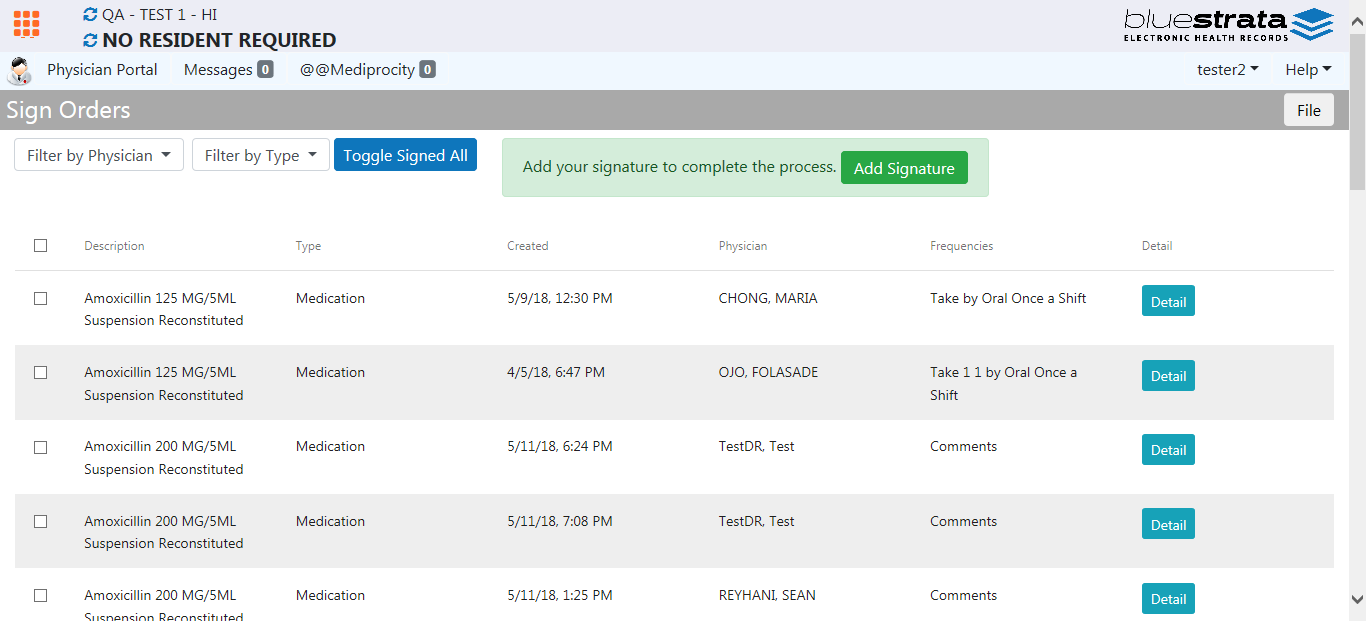 QA - TEST 1 - HI
NO RESIDENT REQUIRED
bluestrata
ELECTRONIC HEALTH RECORDS
Physician Portal Messages 0 @@Mediprocity 0 tester2 Help
Sign Orders File
Filter by Physician Filter by Type Toggle Signed All Add your signature to complete the process. Add Signature
Description Type Created Physician Frequencies Detail
Amoxicillin 125 MG/5ML Medication 5/9/18, 12:30 PM CHONG, MARIA Take by Oral Once a Shift Detail
Suspension Reconstituted
Amoxicillin 125 MG/5ML Medication 4/5/18, 6:47 PM OJO, FOLASADE Take 1 1 by Oral Once a Detail
Suspension Reconstituted Shift
Amoxicillin 200 MG/5ML Medication 5/11/18, 6:24 PM TestDR, Test Comments Detail
Suspension Reconstituted
Amoxicillin 200 MG/5ML Medication 5/11/18, 7:08 PM TestDR, Test Comments Detail
Suspension Reconstituted
Amoxicillin 200 MG/5ML Medication 5/11/18, 1:25 PM REYHANI, SEAN Comments Detail
Suspension Reconstituted